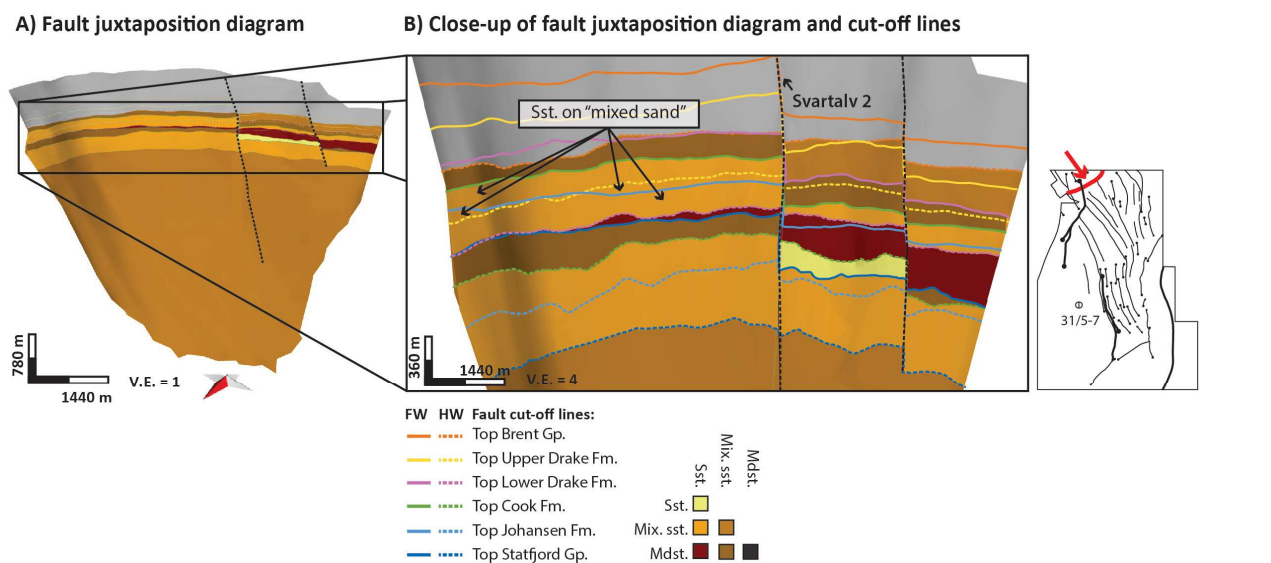 A) Fault juxtaposition diagram
B) Close-up of fault juxtaposition diagram and cut-off lines
Sst. on “mixed sand”
Svartalv 2
31/5-7
780 m
1440 m
V.E. = 1
360 m
1440 m
V.E. = 4
FW HW Fault cut-off lines:
Top Brent Gp.
Top Upper Drake Fm.
Top Lower Drake Fm.
Top Cook Fm.
Top Johansen Fm.
Top Statfjord Gp.
Sst.
Mix. sst.
Mdst.
Sst.
Mix. sst.
Mdst.